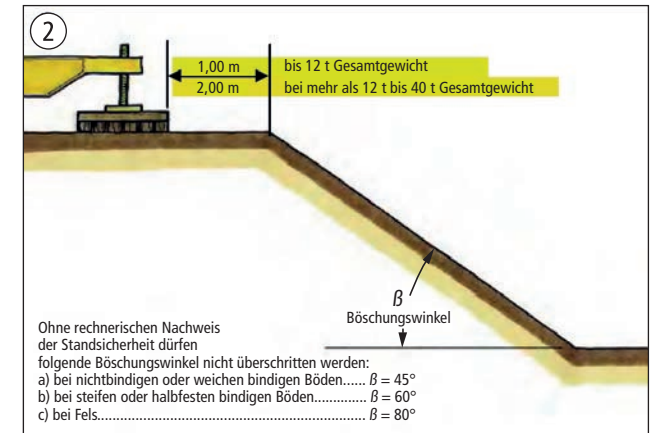 2
1,00 m bis 12 t Gesamtgewicht
2,00 m bei mehr als 12 t bis 40 t Gesamtgewicht
ß
Böschungswinkel
Ohne rechnerischen Nachweis
der Standsicherheit dürfen
folgende Böschungswinkel nicht überschritten werden:
a) bei nichtbindigen oder weichen bindigen Böden...... ß = 45°
b) bei steifen oder halbfesten bindigen Böden.............. ß = 60°
c) bei Fels.................................................................... ß = 80°